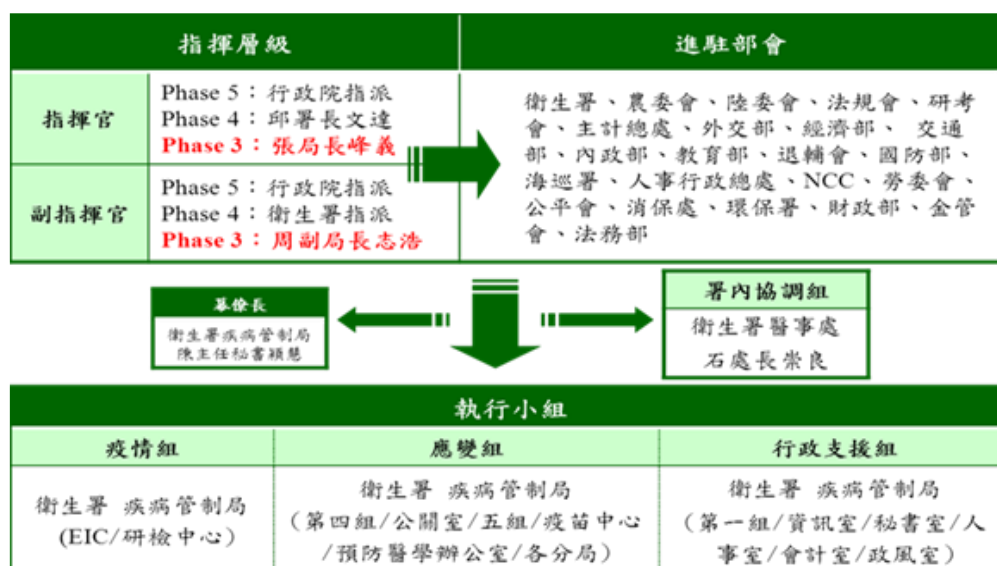 指揮層級
進駐部會
指揮官
Phase 5：行政院指派
Phase 4：邱署長文達
Phase 3：張局長峰義
副指揮官
Phase 5：行政院指派
Phase 4：衛生署指派
Phase 3：周副局長志浩
衛生署、農委會、陸委會、法規會、研考
會、主計總處、外交部、經濟部、 交通
部、內政部、教育部、退輔會、國防部、
海巡署、人事行政總處、NCC、勞委會、
公平會、消保處、環保署、財政部、金管
會、法務部
幕僚長
衛生署疾病管制局
陳主任秘書穎慧
署內協調組
衛生署醫事處
石處長崇良
執行小組
疫情組
衛生署 疾病管制局
(EIC/研檢中心)
應變組
衛生署 疾病管制局
(第四組/公關室/五組/疫苗中心
/預防醫學辦公室/各分局)
行政支援組
衛生署 疾病管制局
(第一組/資訊室/秘書室/人
事室/會計室/政風室)